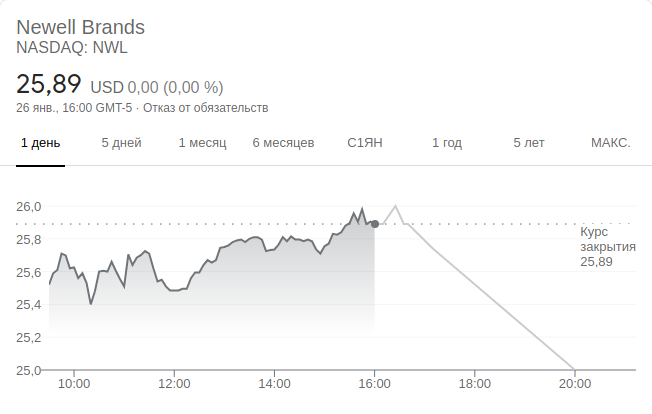 Newell Brands
NASDAQ: NWL
25,89 USD 0,00 (0,00 %)
26 янв., 16:00 GMT-5 · Отказ от обязательств
1 день 5 дней 1 месяц 6 месяцев С1ЯН 1 год 5 лет МАКС.
26,0
Курс
закрытия
25,89
25,8
25,6
25,4
25,2
25,0
10:00 12:00 14:00 16:00 18:00 20:00